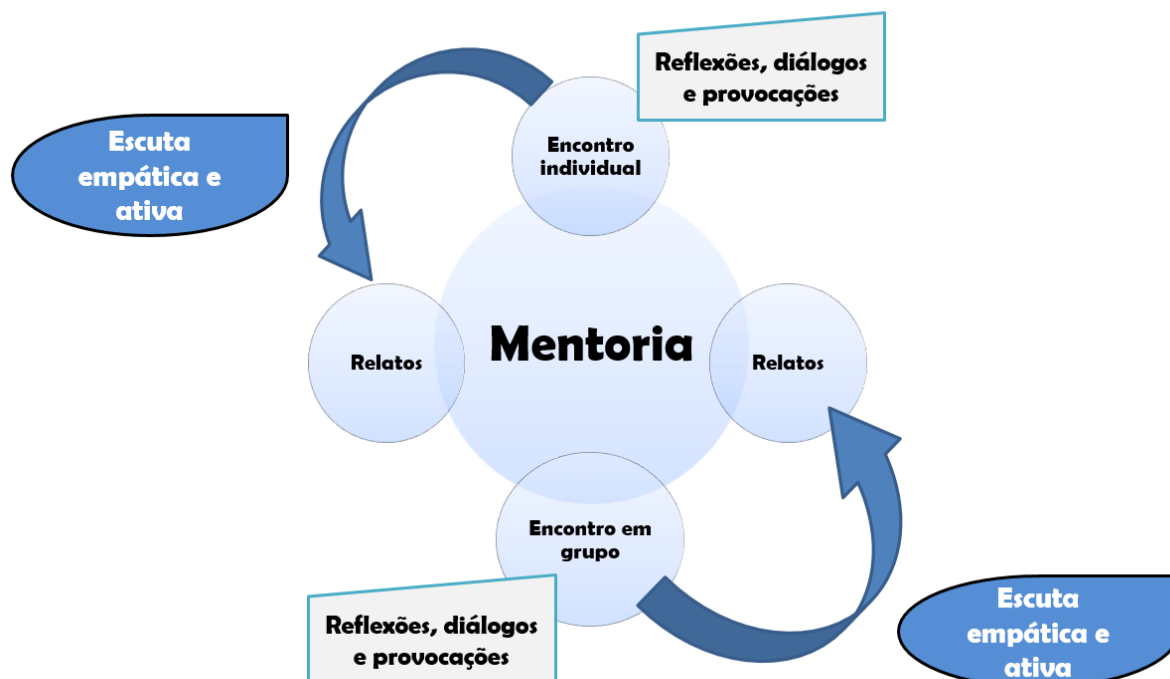 Reflexões, diálogos
e provocações
Escuta
empática e
ativa
Encontro
individual
Relatos
Mentoria
Relatos
Encontro em
grupo
Reflexões, diálogos
e provocações
Escuta
empática e
ativa